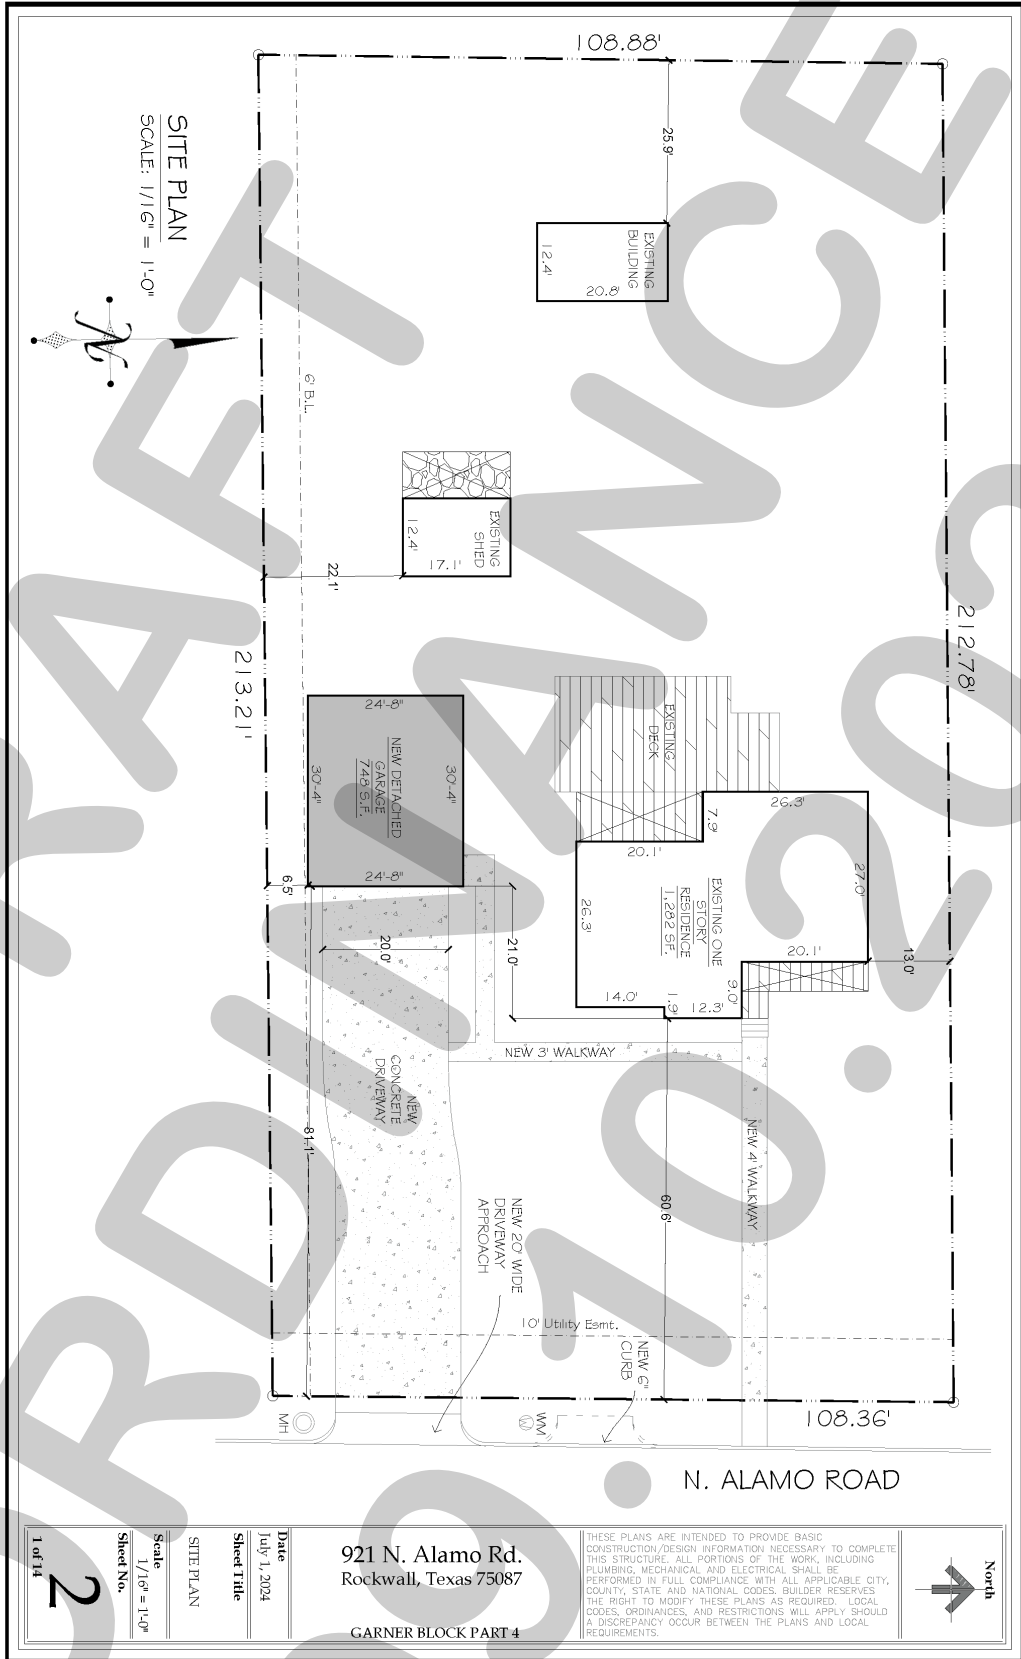 108.88'
25.9'
SITE PLAN
SCALE: 1/16" = 1'-0"
N
EXISTING
BUILDING
12.4'
20.8'
6' B.L.
EXISTING
SHED
12.4'
17.1'
22.1'
213.21'
212.78'
EXISTING
DECK
24'-8"
30'-4"
NEW DETACHED
GARAGE
748 S.F.
30'-4"
24'-8"
6.5'
26.3'
7.9'
20.1'
27.0'
EXISTING ONE
STORY
RESIDENCE
1,282 SF.
26.3'
20.1'
13.0'
9.0'
14.0'
1.9'
12.3'
21.0'
20.0'
NEW 3' WALKWAY
NEW
CONCRETE
DRIVEWAY
81.1'
NEW 4' WALKWAY
60.6'
NEW 20' WIDE
DRIVEWAY
APPROACH
10' Utility Esmt.
NEW 6"
CURB
108.36'
MH
WM
N. ALAMO ROAD
DRAFT
ORDINANCE
09.10.202
Date
July 1, 2024
Sheet Title
SITE PLAN
Scale
1/16" = 1'-0"
Sheet No.
2
1 of 14
921 N. Alamo Rd.
Rockwall, Texas 75087
GARNER BLOCK PART 4
THESE PLANS ARE INTENDED TO PROVIDE BASIC
CONSTRUCTION/DESIGN INFORMATION NECESSARY TO COMPLETE
THIS STRUCTURE. ALL PORTIONS OF THE WORK, INCLUDING
PLUMBING, MECHANICAL AND ELECTRICAL SHALL BE
PERFORMED IN FULL COMPLIANCE WITH ALL APPLICABLE CITY,
COUNTY, STATE AND NATIONAL CODES. BUILDER RESERVES
THE RIGHT TO MODIFY THESE PLANS AS REQUIRED. LOCAL
CODES, ORDINANCES, AND RESTRICTIONS WILL APPLY SHOULD
A DISCREPANCY OCCUR BETWEEN THE PLANS AND LOCAL
REQUIREMENTS.
North